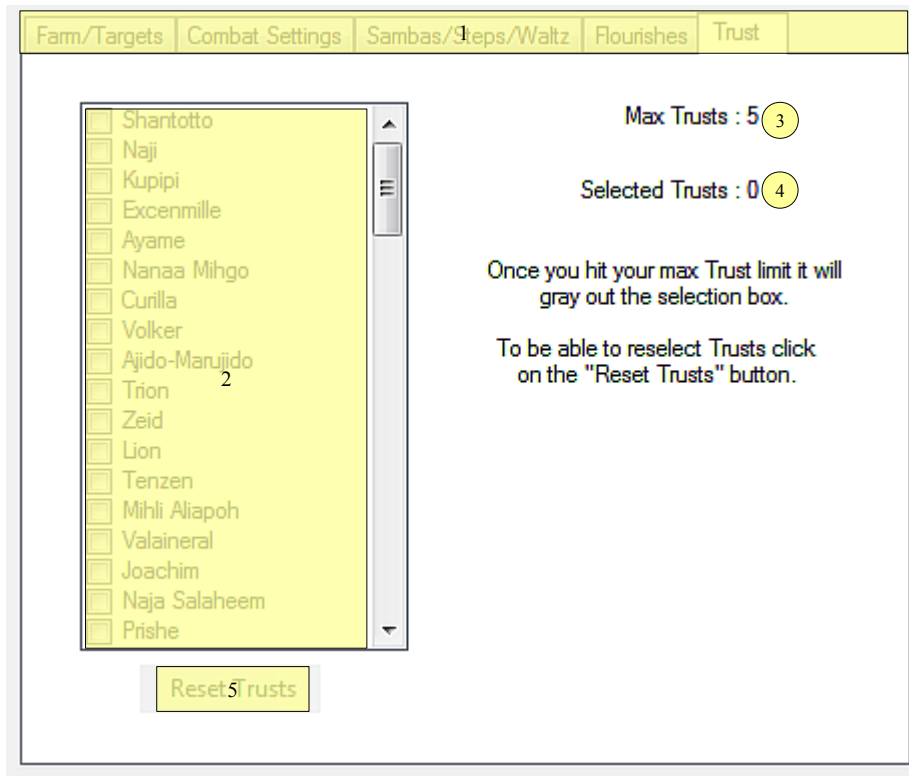 Farm/Targets Combat Settings Sambas/Steps/Waltz Flourishes Trust
1
Shantotto
Naji
Kupipi
Excenmille
Ayame
Nanaa Mihgo
Curilla
Volker
Ajido-Marujido
2
Trion
Zeid
Lion
Tenzen
Mihli Aliapoh
Valaineral
Joachim
Naja Salaheem
Prishe
Reset Trusts
5
Max Trusts : 5 3
Selected Trusts : 0 4
Once you hit your max Trust limit it will
gray out the selection box.
To be able to reselect Trusts click
on the "Reset Trusts" button.